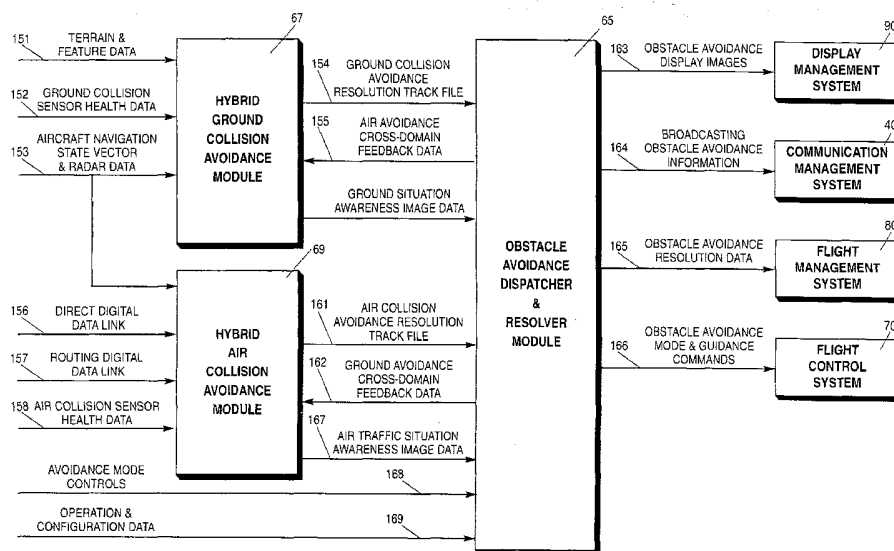 151
TERRAIN &
FEATURE DATA
152
GROUND COLLISION
SENSOR HEALTH DATA
153
AIRCRAFT NAVIGATION
STATE VECTOR
& RADAR DATA
67
HYBRID
GROUND
COLLISION
AVOIDANCE
MODULE
154
GROUND COLLISION
AVOIDANCE
RESOLUTION TRACK FILE
155
AIR AVOIDANCE
CROSS-DOMAIN
FEEDBACK DATA
GROUND SITUATION
AWARENESS IMAGE DATA
69
HYBRID
AIR
COLLISION
AVOIDANCE
MODULE
156
DIRECT DIGITAL
DATA LINK
157
ROUTING DIGITAL
DATA LINK
158
AIR COLLISION SENSOR
HEALTH DATA
161
AIR COLLISION
AVOIDANCE RESOLUTION
TRACK FILE
162
GROUND AVOIDANCE
CROSS-DOMAIN
FEEDBACK DATA
167
AIR TRAFFIC SITUATION
AWARENESS IMAGE DATA
AVOIDANCE MODE
CONTROLS
168
OPERATION &
CONFIGURATION DATA
169
65
OBSTACLE
AVOIDANCE
DISPATCHER
&
RESOLVER MODULE
163
OBSTACLE AVOIDANCE
DISPLAY IMAGES
90
DISPLAY
MANAGEMENT
SYSTEM
164
BROADCASTING
OBSTACLE AVOIDANCE
INFORMATION
40
COMMUNICATION
MANAGEMENT
SYSTEM
165
OBSTACLE AVOIDANCE
RESOLUTION DATA
80
FLIGHT
MANAGEMENT
SYSTEM
166
OBSTACLE AVOIDANCE
MODE & GUIDANCE
COMMANDS
70
FLIGHT
CONTROL
SYSTEM